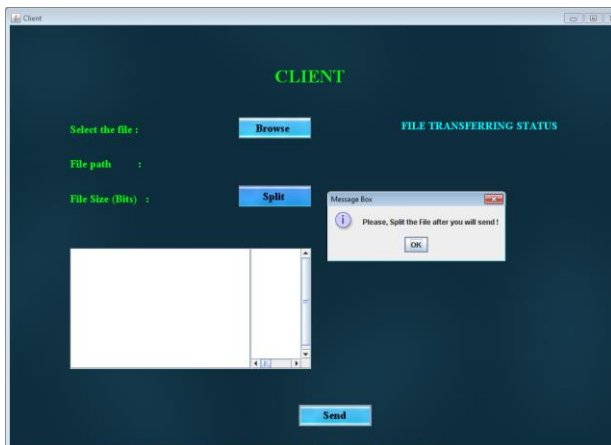 Client
CLIENT
Select the file :
Browse
FILE TRANSFERRING STATUS
File path :
File Size (Bits) :
Split
Message Box
Please, Split the File after you will send !
OK
Send